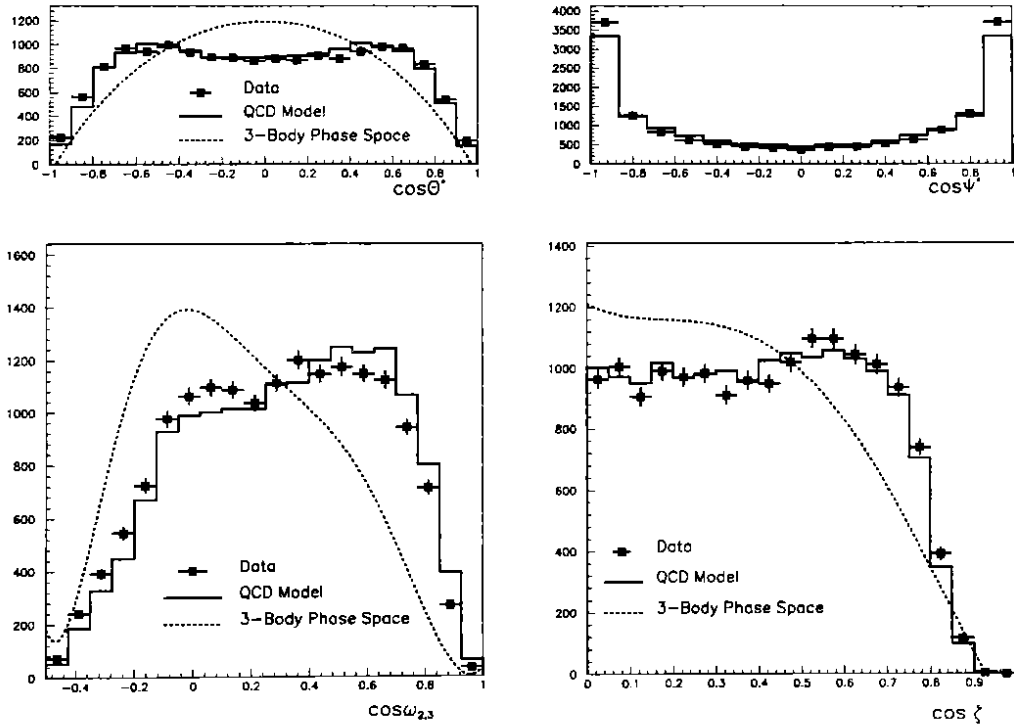 1200
1000
800
600
400
200
0
Data
QCD Model
3-Body Phase Space
-1 -0.8 -0.6 -0.4 -0.2 0 0.2 0.4 0.6 0.8 1
cosθ*
4000
3500
3000
2500
2000
1500
1000
500
0
-1 -0.8 -0.6 -0.4 -0.2 0 0.2 0.4 0.6 0.8 1
cosψ*
1600
1400
1200
1000
800
600
400
200
0
Data
QCD Model
3-Body Phase Space
-0.4 -0.2 0 0.2 0.4 0.6 0.8 1
cosω2,3
1400
1200
1000
800
600
400
200
0
Data
QCD Model
3-Body Phase Space
0 0.1 0.2 0.3 0.4 0.5 0.6 0.7 0.8 0.9 1
cos ζ